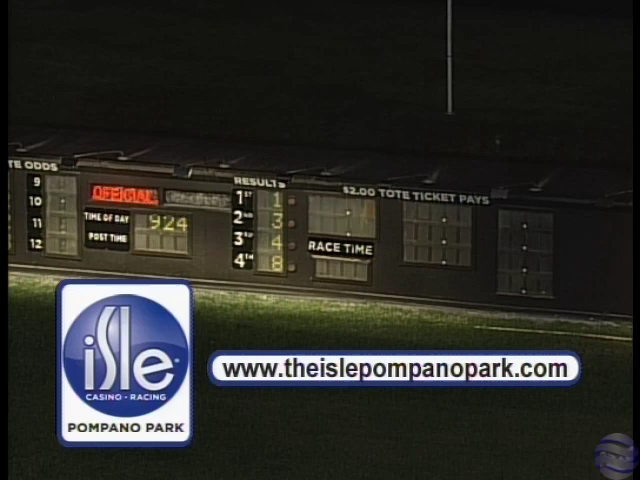 TE ODDS
9
10
11
12
OFFICIAL
TIME OF DAY 924
POST TIME
RESULTS
1ST 1
2ND 3
3RD 4
4TH 8
$2.00 TOTE TICKET PAYS
RACE TIME
isle
CASINO · RACING
POMPANO PARK
www.theislepompanopark.com